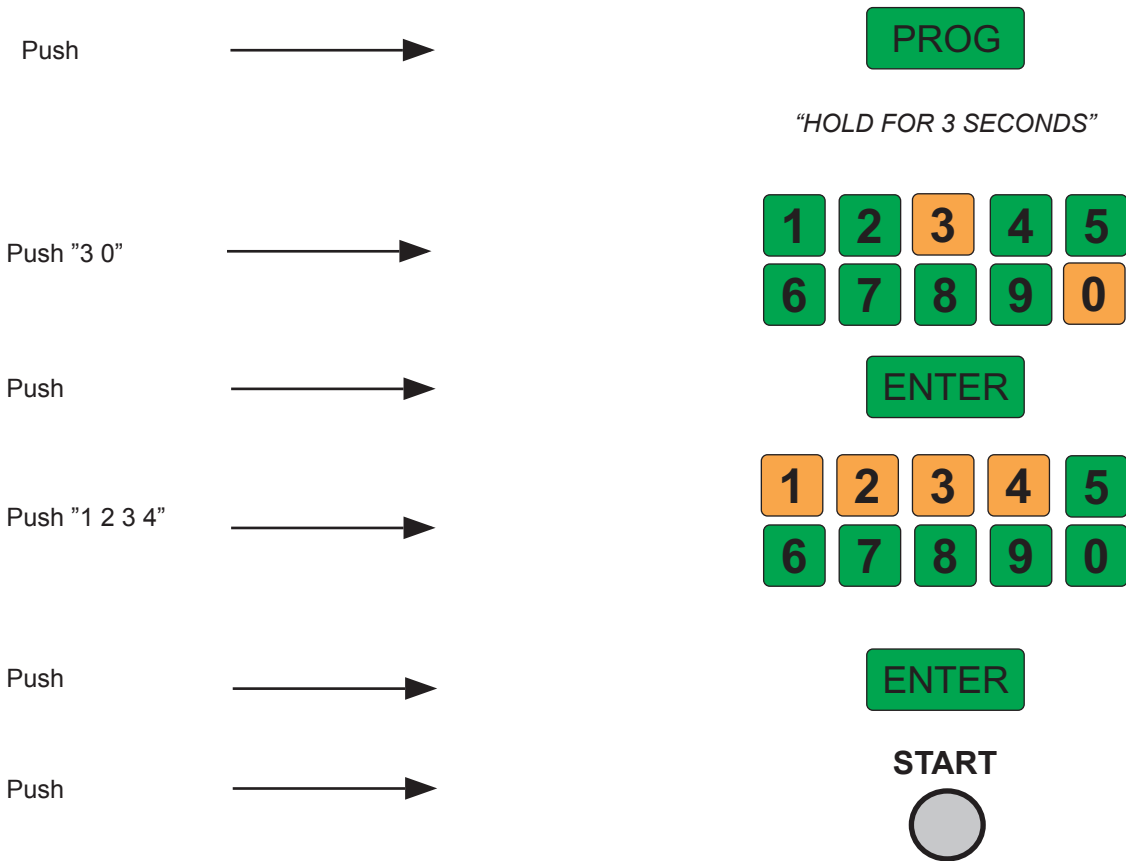 Push PROG
“HOLD FOR 3 SECONDS”
Push ”3 0” 1 2 3 4 5
6 7 8 9 0
Push ENTER
Push ”1 2 3 4” 1 2 3 4 5
6 7 8 9 0
Push ENTER
START
Push